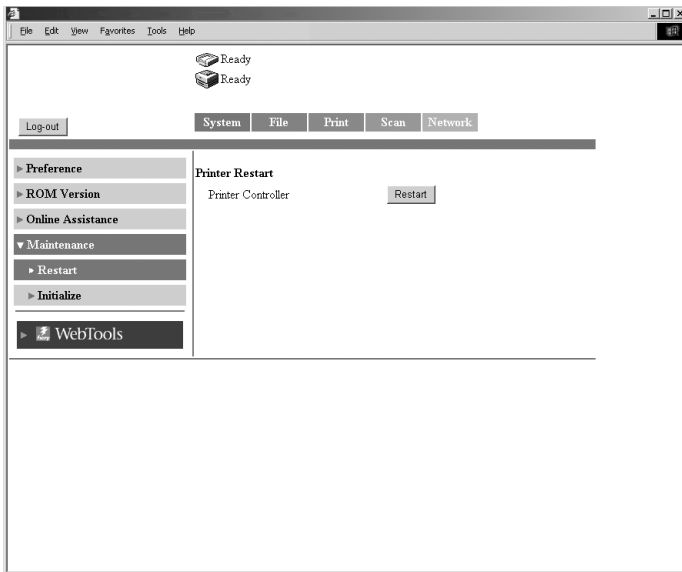 File Edit View Favorites Tools Help
Ready
Ready
Log-out
System File Print Scan Network
Preference
ROM Version
Online Assistance
Maintenance
Restart
Initialize
WebTools
Printer Restart
Printer Controller Restart